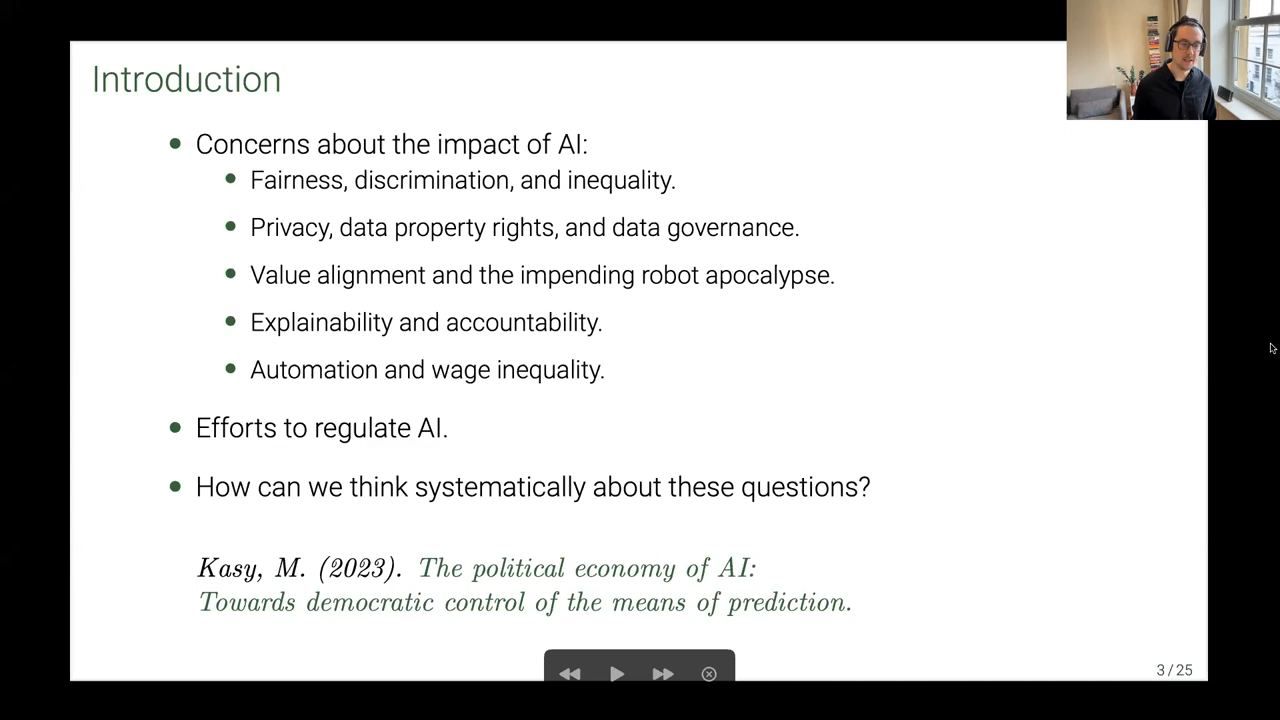 Introduction
Concerns about the impact of AI:
Fairness, discrimination, and inequality.
Privacy, data property rights, and data governance.
Value alignment and the impending robot apocalypse.
Explainability and accountability.
Automation and wage inequality.
Efforts to regulate AI.
How can we think systematically about these questions?
Kasy, M. (2023). The political economy of AI:
Towards democratic control of the means of prediction.
3 / 25